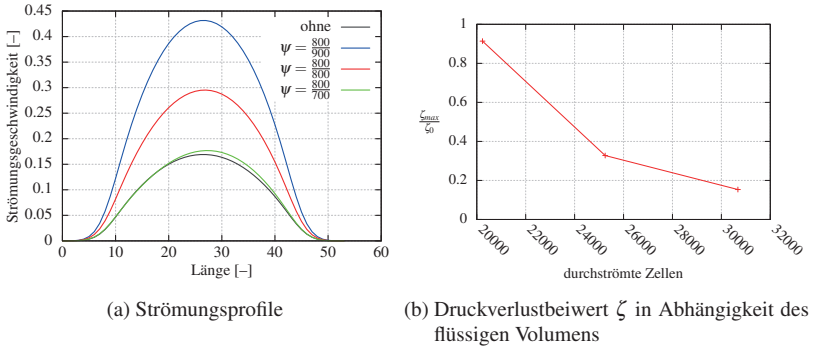 0.45
0.4
0.35
0.3
0.25
0.2
0.15
0.1
0.05
0
Strömungsgeschwindigkeit [–]
ohne
ψ = 800/900
ψ = 800/800
ψ = 800/700
0 10 20 30 40 50 60
Länge [–]
(a) Strömungsprofile
1
0.8
0.6
0.4
0.2
0
ζmax/ζ0
20000 22000 24000 26000 28000 30000 32000
durchströmte Zellen
(b) Druckverlustbeiwert ζ in Abhängigkeit des
flüssigen Volumens